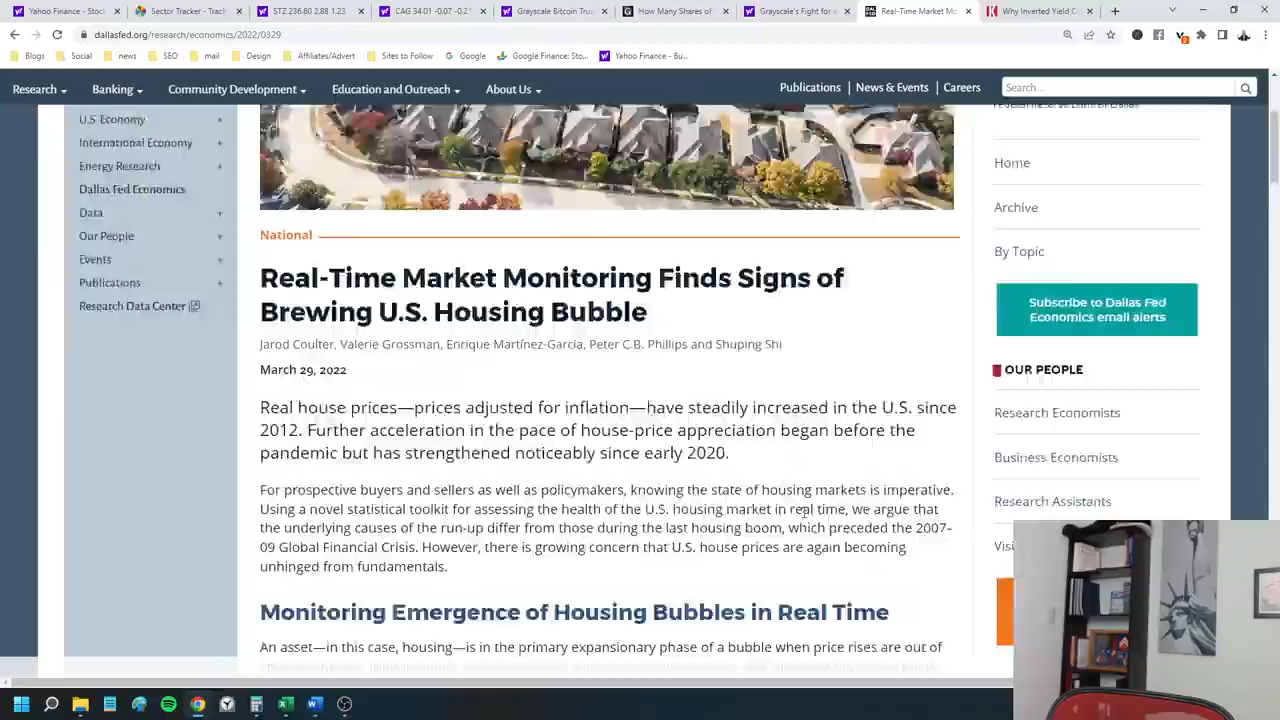 Yahoo Finance - Stoc
Sector Tracker - Track
STZ 236.60 2.88 1.23
CAG 34.01 -0.07 -0.2
Grayscale Bitcoin Trus
How Many Shares of
Grayscale's Fight for
Real-Time Market Mo
Why Inverted Yield C
dallasfed.org/research/economics/2022/0329
Blogs Social news SEO mail Design Affiliates/Advert Sites to Follow Google Google Finance: Sto... Yahoo Finance - Bu...
Research Banking Community Development Education and Outreach About Us Publications News & Events Careers Search...
U.S. Economy
International Economy
Energy Research
Dallas Fed Economics
Data
Our People
Events
Publications
Research Data Center
National
Real-Time Market Monitoring Finds Signs of
Brewing U.S. Housing Bubble
Jarod Coulter, Valerie Grossman, Enrique Martínez-García, Peter C.B. Phillips and Shuping Shi
March 29, 2022
Real house prices—prices adjusted for inflation—have steadily increased in the U.S. since
2012. Further acceleration in the pace of house-price appreciation began before the
pandemic but has strengthened noticeably since early 2020.
For prospective buyers and sellers as well as policymakers, knowing the state of housing markets is imperative.
Using a novel statistical toolkit for assessing the health of the U.S. housing market in real time, we argue that
the underlying causes of the run-up differ from those during the last housing boom, which preceded the 2007–
09 Global Financial Crisis. However, there is growing concern that U.S. house prices are again becoming
unhinged from fundamentals.
Monitoring Emergence of Housing Bubbles in Real Time
An asset—in this case, housing—is in the primary expansionary phase of a bubble when price rises are out of
Home
Archive
By Topic
Subscribe to Dallas Fed
Economics email alerts
OUR PEOPLE
Research Economists
Business Economists
Research Assistants
Visi